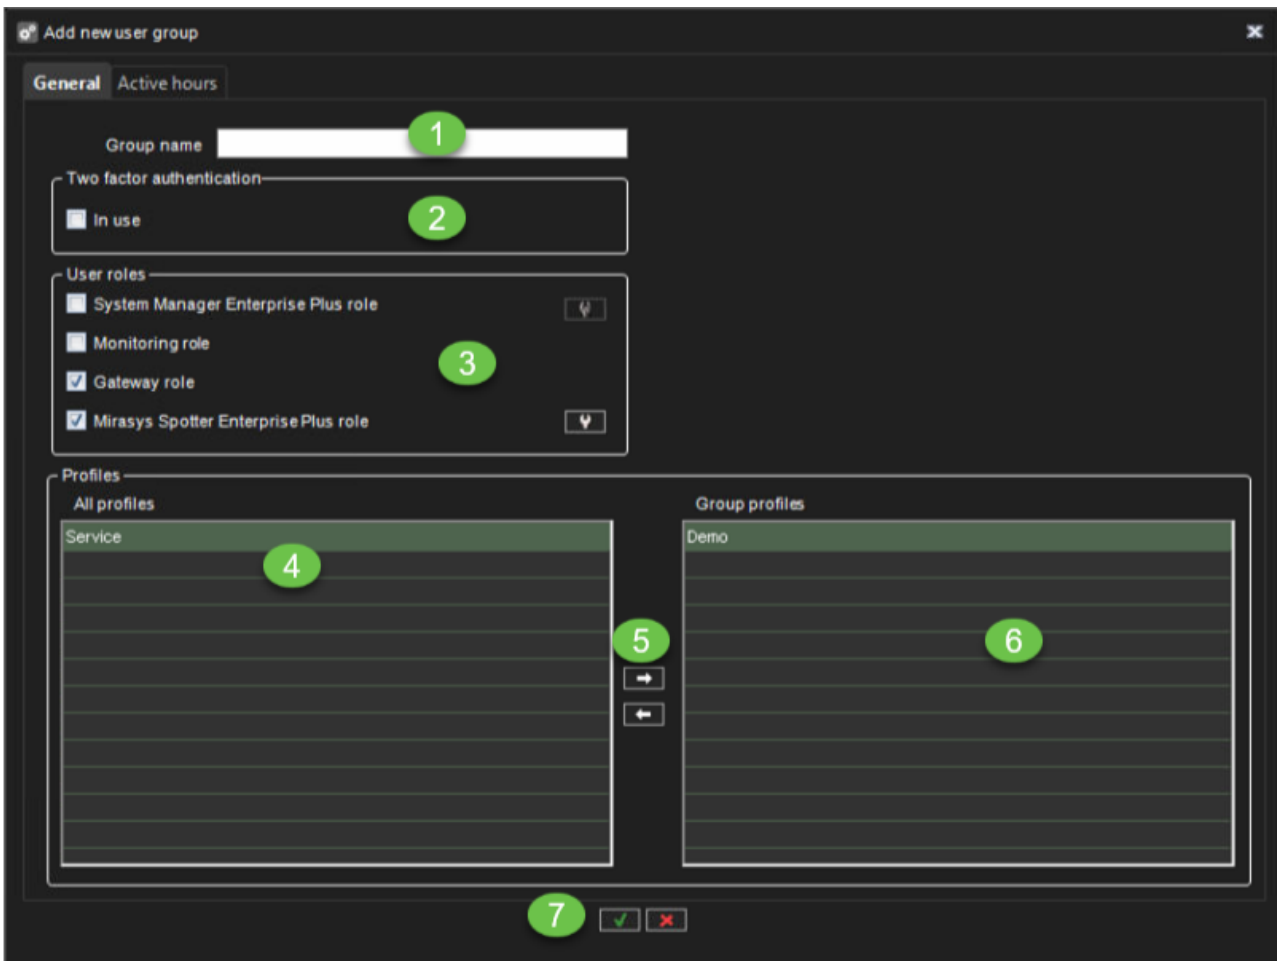 Add new user group
General Active hours
1
Group name
Two factor authentication
In use
2
User roles
System Manager Enterprise Plus role
Monitoring role
3
Gateway role
Mirasys Spotter Enterprise Plus role
Profiles
All profiles Group profiles
Service Demo
4
5 6
7